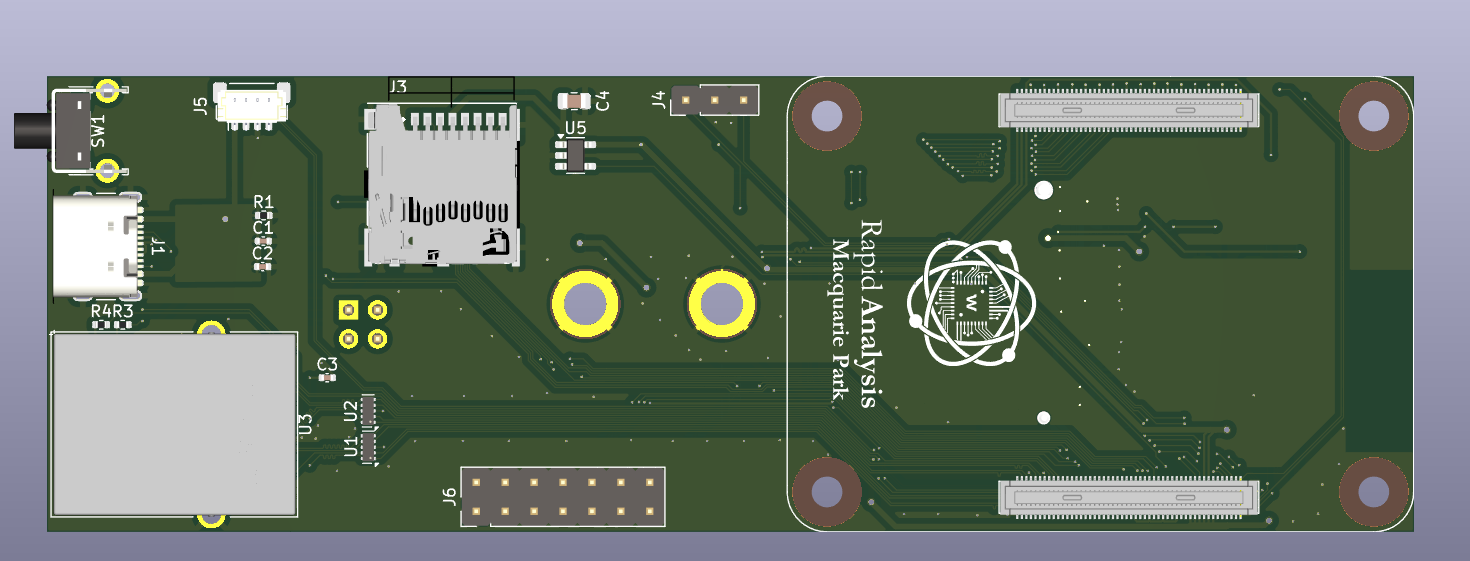 SW1
J5
J3
C4
U5
J4
J1
R1
C1
C2
R4R3
C3
U3
U2
U1
J6
Rapid Analysis
Macquarie Park
W